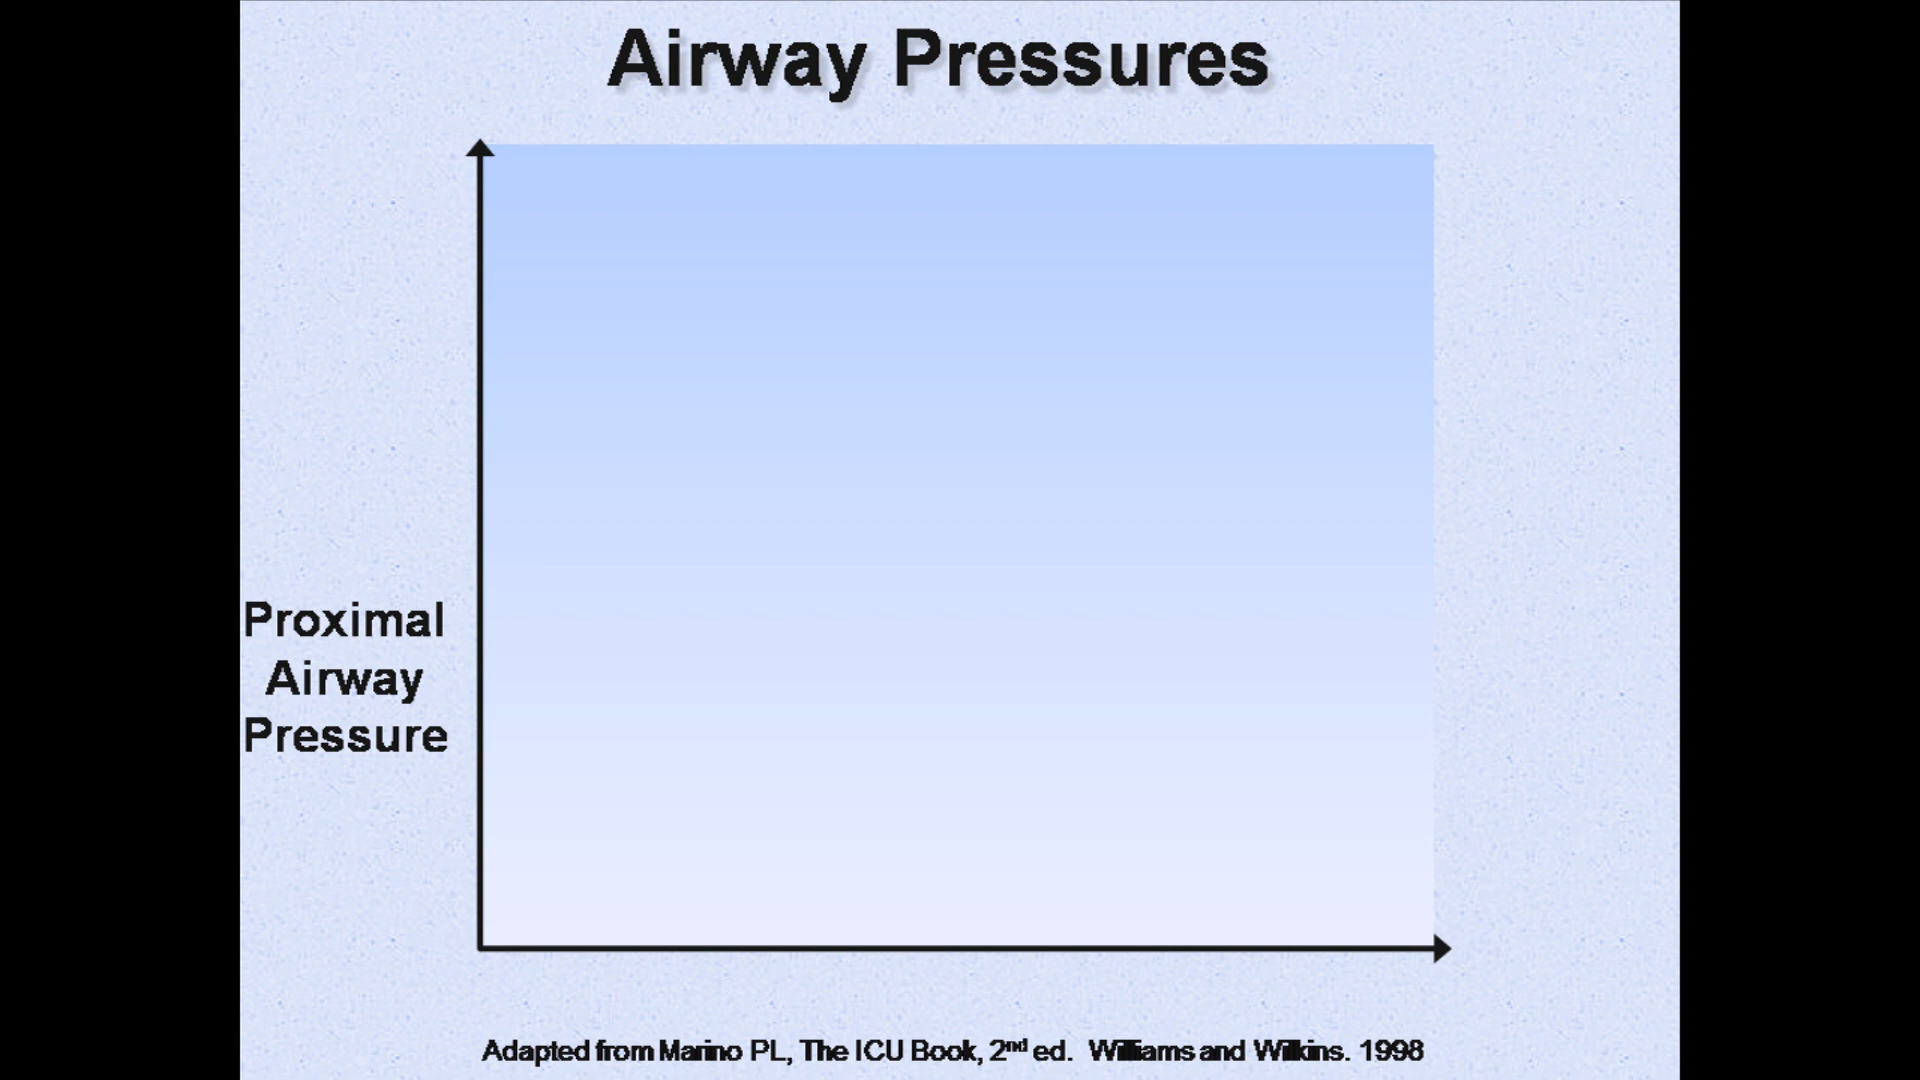 Airway Pressures
Proximal
Airway
Pressure
Adapted from Marino PL, The ICU Book, 2nd ed. Williams and Wilkins. 1998